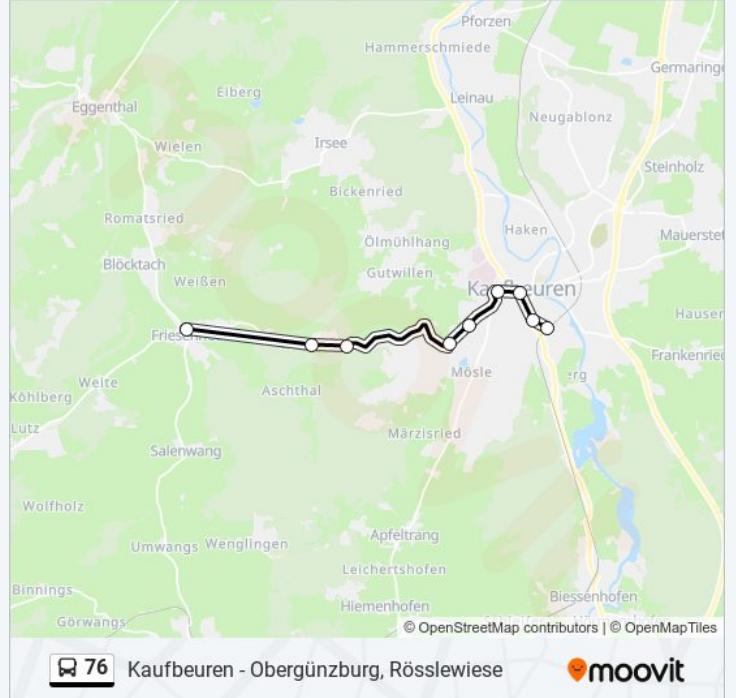 Pforzen
Hammerschmiede
Germaringe
Eiberg
Leinau
Eggenthal
Neugablonz
Irsee
Wielen
Steinholz
Bickenried
Romatsried
Haken
Mauerstet
Ölmühlhang
Blöcktach
Gutwillen
Weißen
Hauser
Frankenried
Mösle
Weite
Aschthal
Köhlberg
Lutz
Märzisried
Salenwang
Wolfholz
Apfeltrang
Umwangs
Wenglingen
Leichertshofen
Binnings
Biessenhofen
Hiemenhofen
Görwangs
© OpenStreetMap contributors | © OpenMapTiles
76 Kaufbeuren - Obergünzburg, Rösslewiese
moovit